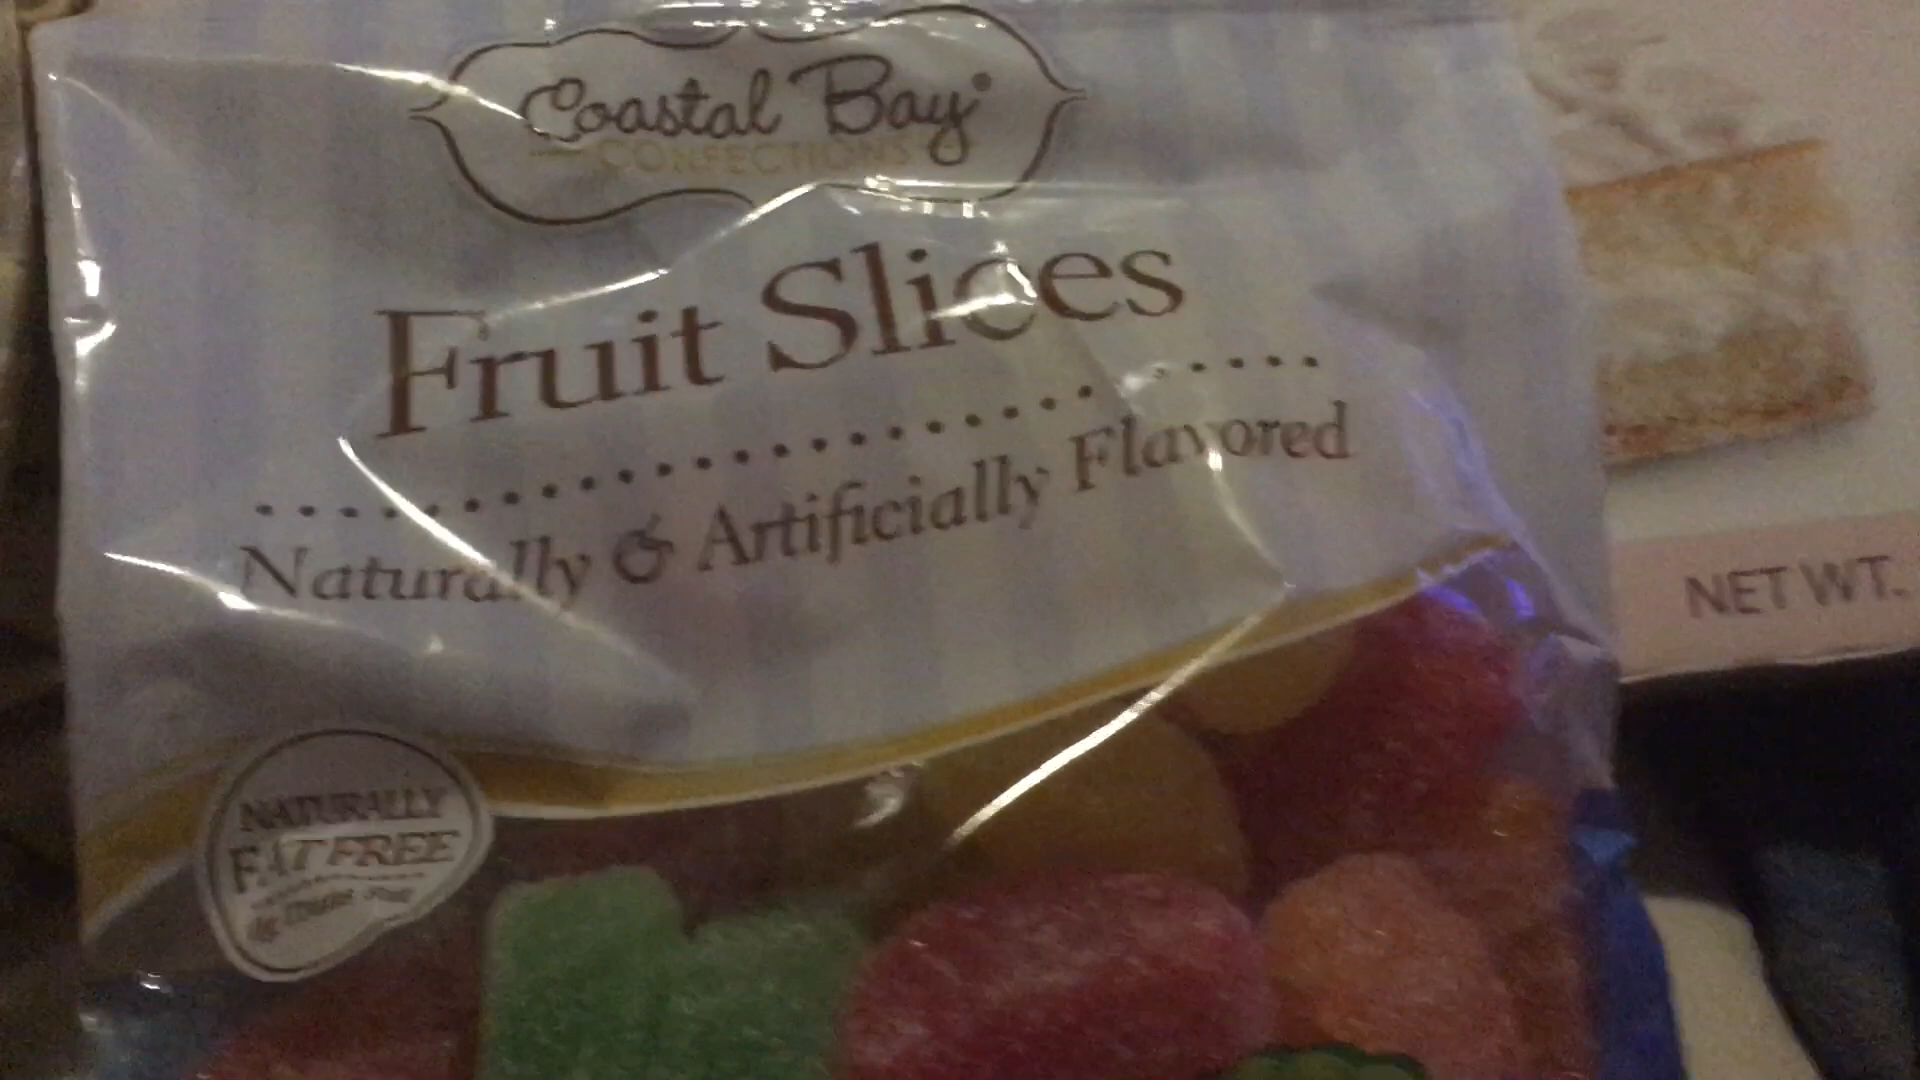 Coastal Bay
CONFECTIONS
Fruit Slices
Naturally & Artificially Flavored
NATURALLY
FAT FREE
NET WT.